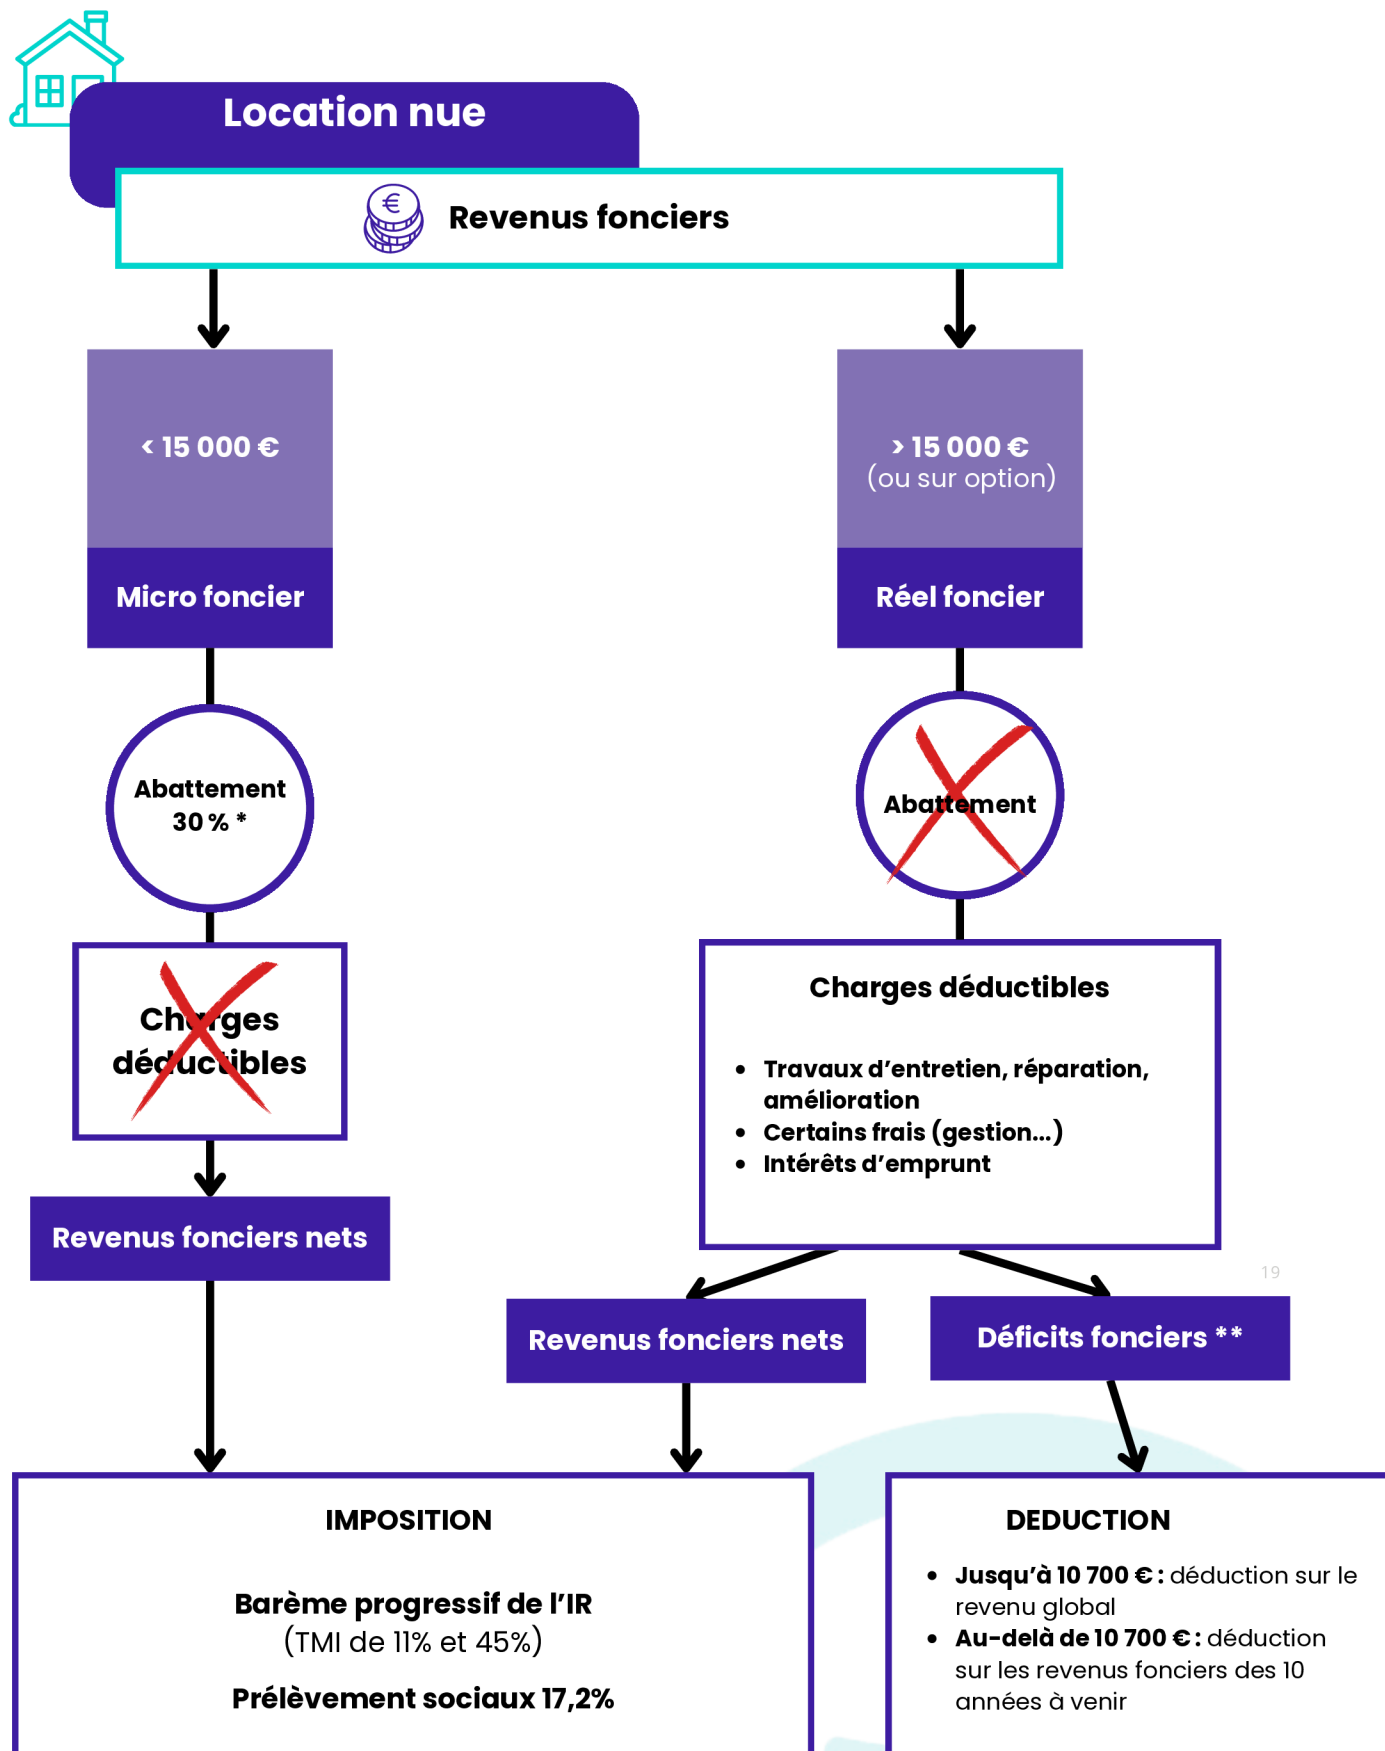 Location nue
Revenus fonciers
< 15 000 €
Micro foncier
Abattement
30 % *
Charges
déductibles
Revenus fonciers nets
> 15 000 €
(ou sur option)
Réel foncier
Abattement
Charges déductibles
• Travaux d’entretien, réparation,
amélioration
• Certains frais (gestion...)
• Intérêts d’emprunt
19
Revenus fonciers nets
Déficits fonciers **
IMPOSITION
Barème progressif de l’IR
(TMI de 11% et 45%)
Prélèvement sociaux 17,2%
DEDUCTION
• Jusqu’à 10 700 € : déduction sur le
revenu global
• Au-delà de 10 700 € : déduction
sur les revenus fonciers des 10
années à venir